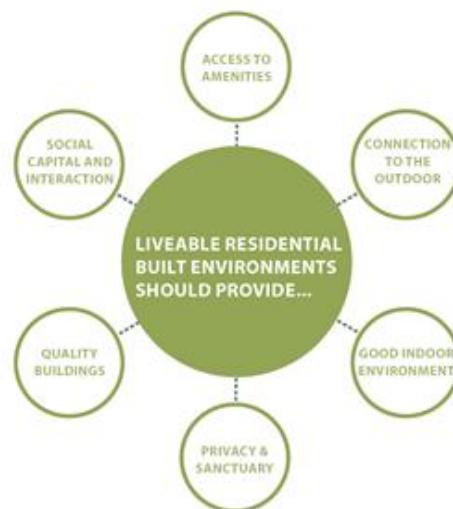 ACCESS TO
AMENITIES
SOCIAL
CAPITAL AND
INTERACTION
CONNECTION
TO THE
OUTDOOR
LIVEABLE RESIDENTIAL
BUILT ENVIRONMENTS
SHOULD PROVIDE...
QUALITY
BUILDINGS
GOOD INDOOR
ENVIRONMENT
PRIVACY &
SANCTUARY